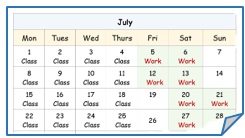 July
Mon Tues Wed Thurs Fri Sat Sun
1 2 3 4 5 6 7
Class Class Class Class Work Work
8 9 10 11 12 13 14
Class Class Class Class Work Work
15 16 17 18 19 20 21
Class Class Class Class Work Work
22 23 24 25 26 27 28
Class Class Class Class Work